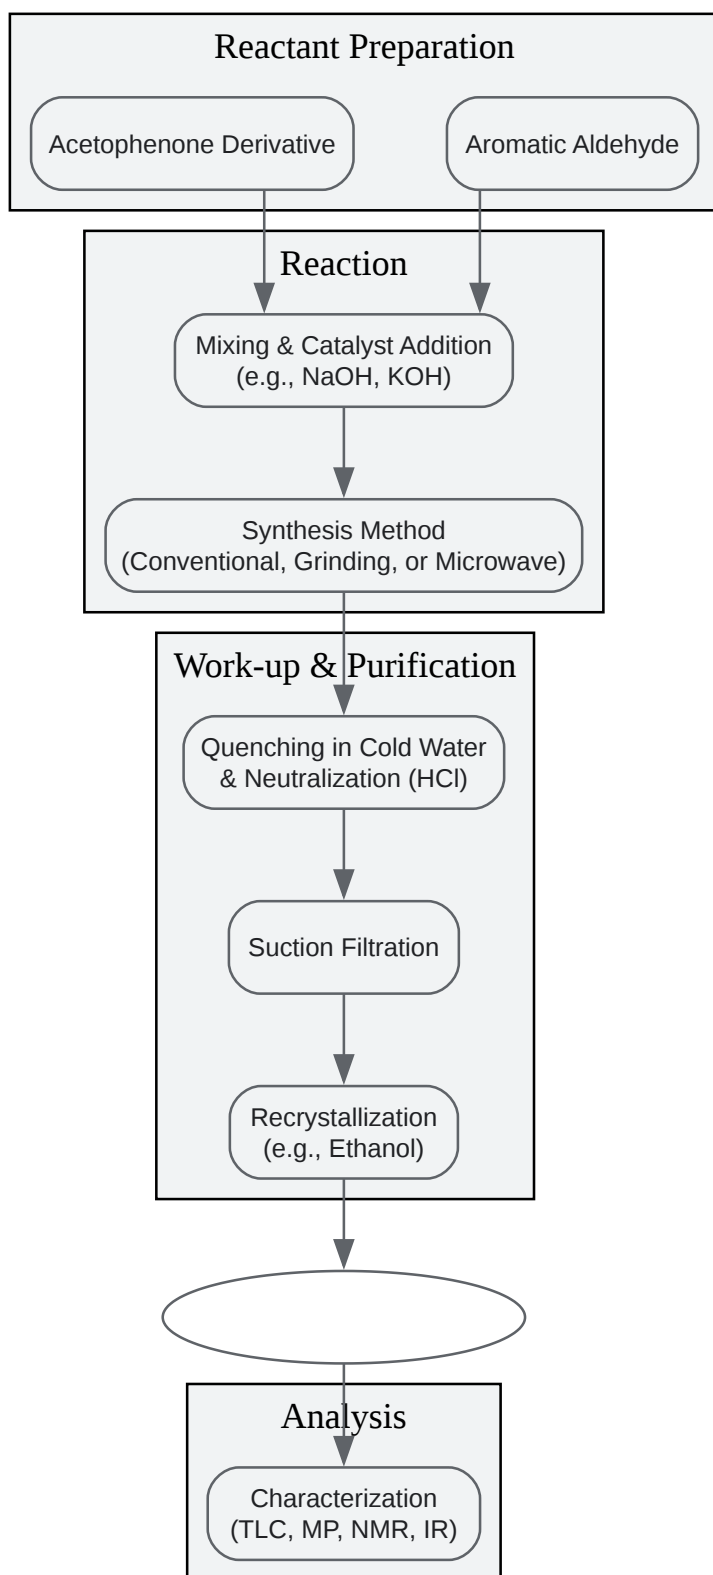 Reactant Preparation
Acetophenone Derivative
Aromatic Aldehyde
Reaction
Mixing & Catalyst Addition
(e.g., NaOH, KOH)
Synthesis Method
(Conventional, Grinding, or Microwave)
Work-up & Purification
Quenching in Cold Water
& Neutralization (HCl)
Suction Filtration
Recrystallization
(e.g., Ethanol)
Analysis
Characterization
(TLC, MP, NMR, IR)